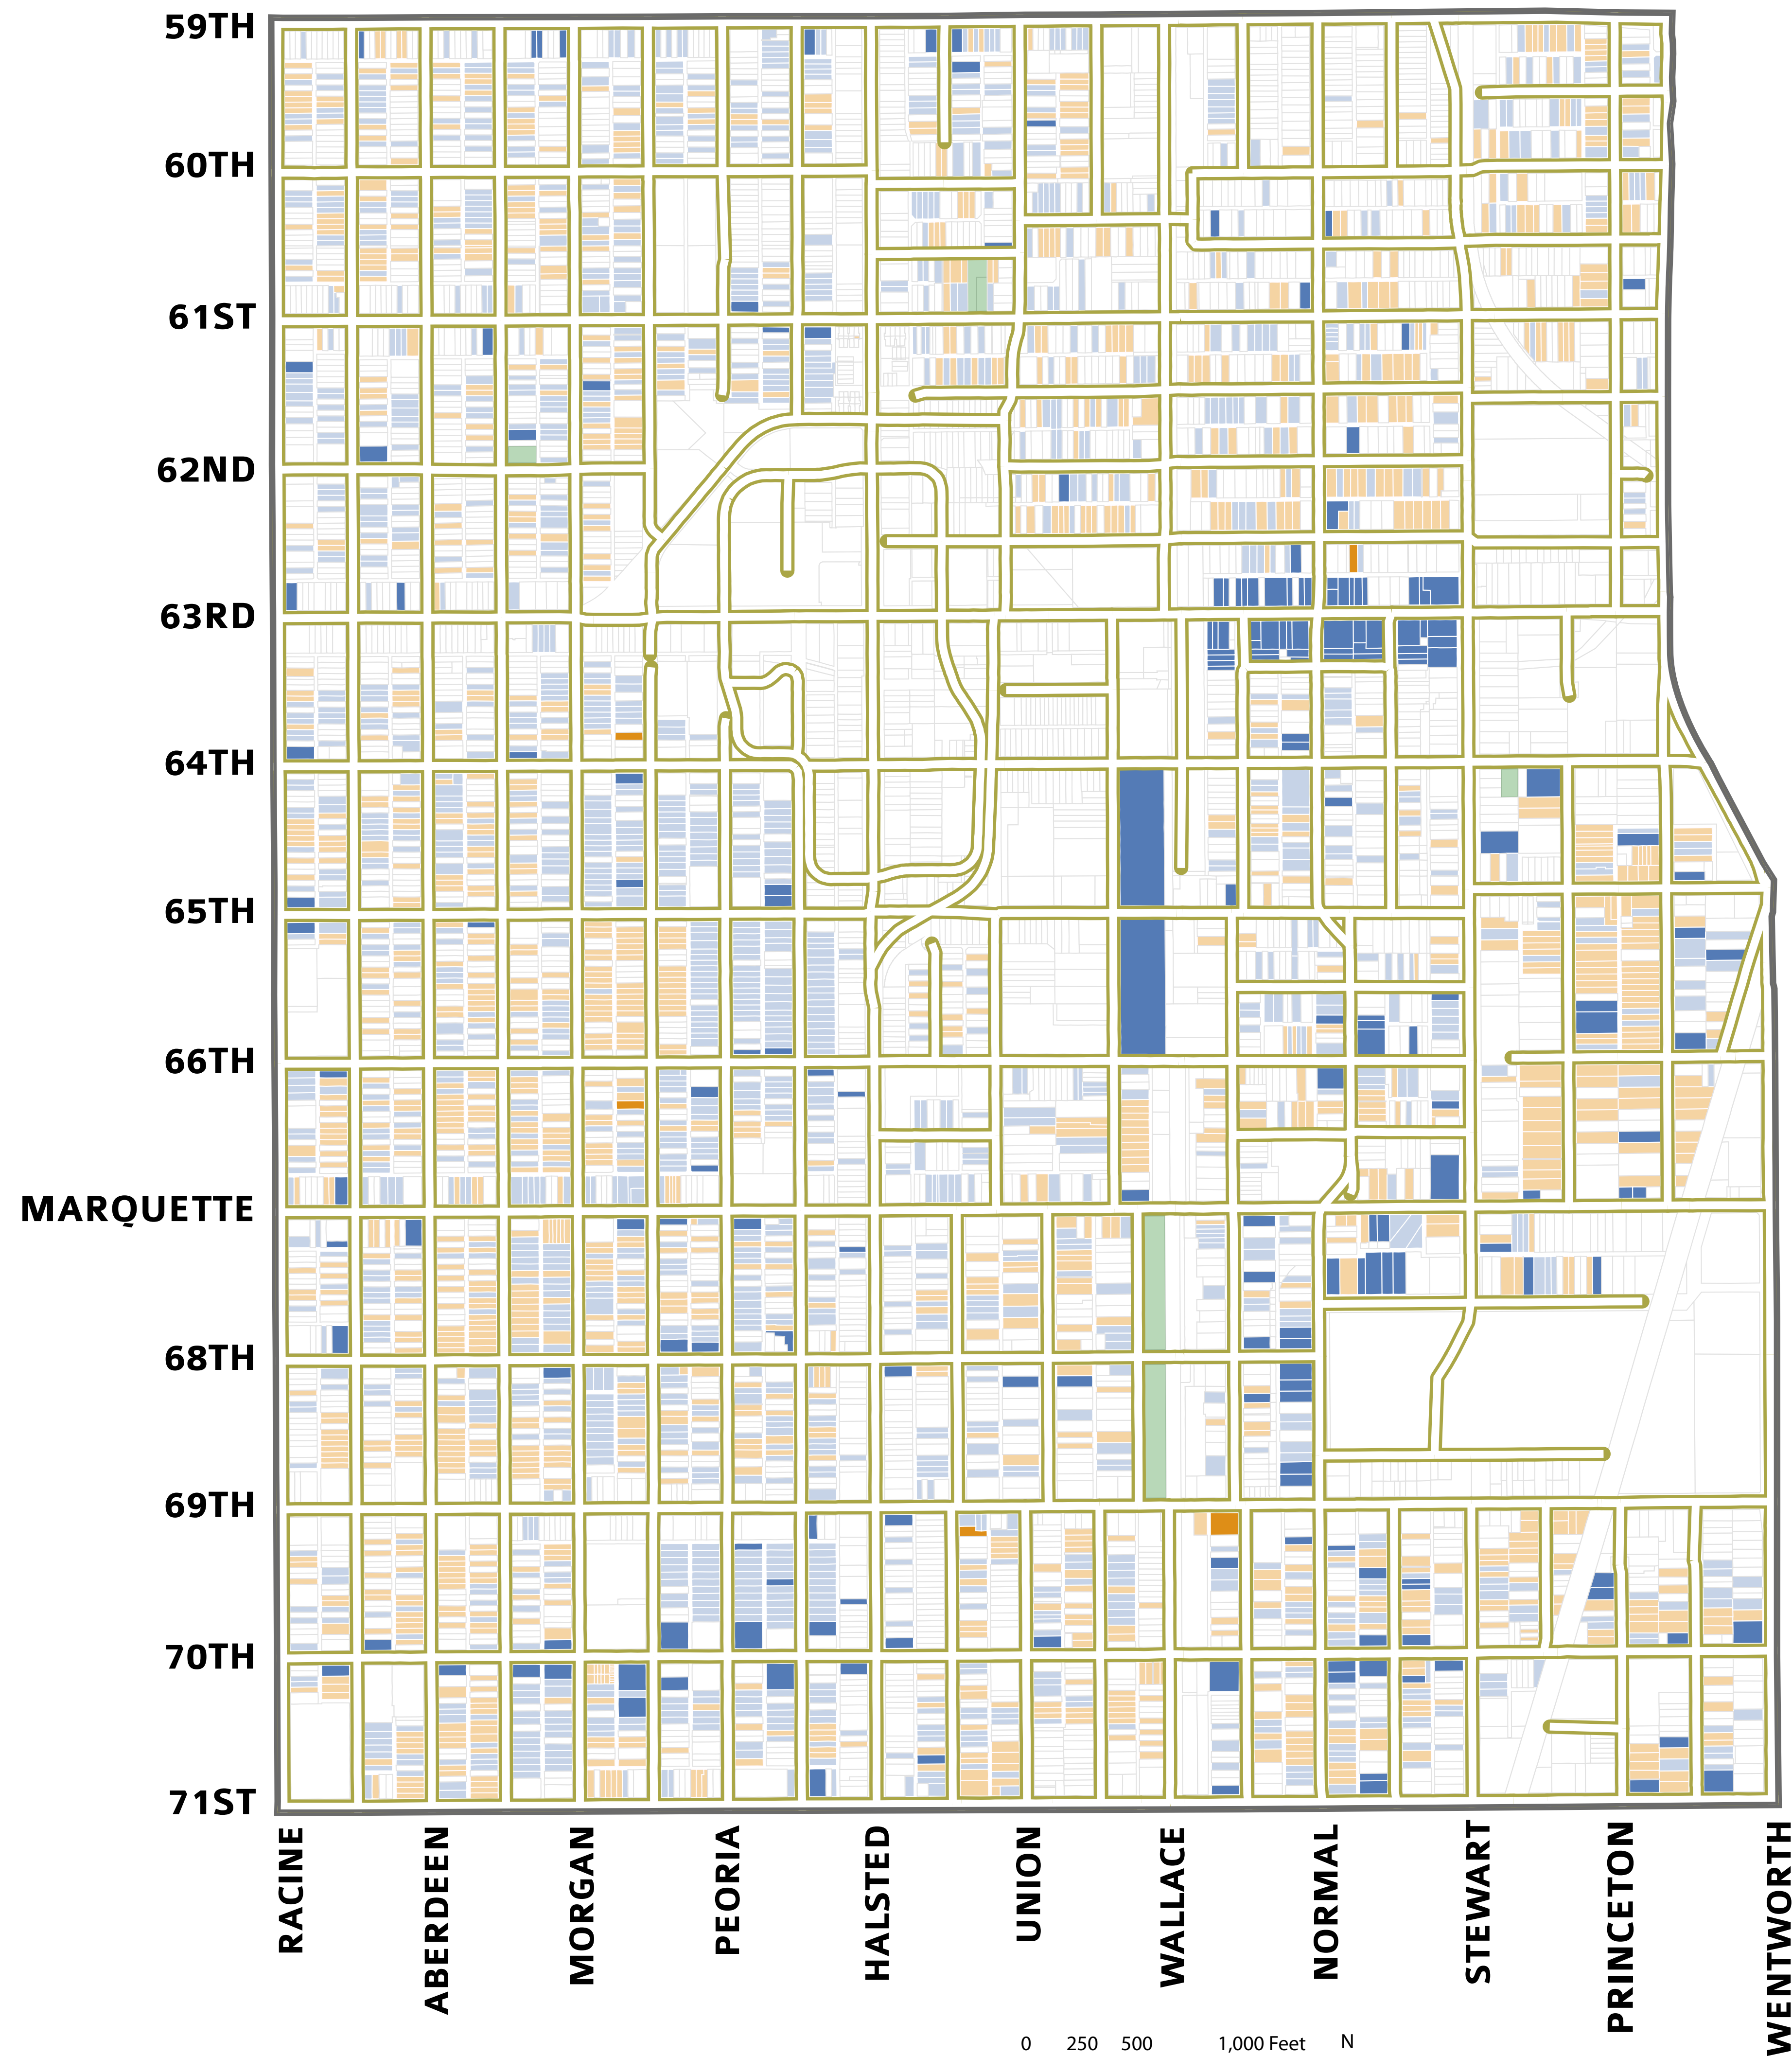 59TH
60TH
61ST
62ND
63RD
64TH
65TH
66TH
MARQUETTE
68TH
69TH
70TH
71ST
RACINE
ABERDEEN
MORGAN
PEORIA
HALSTED
UNION
WALLACE
NORMAL
STEWART
PRINCETON
WENTWORTH
0 250 500 1,000 Feet N